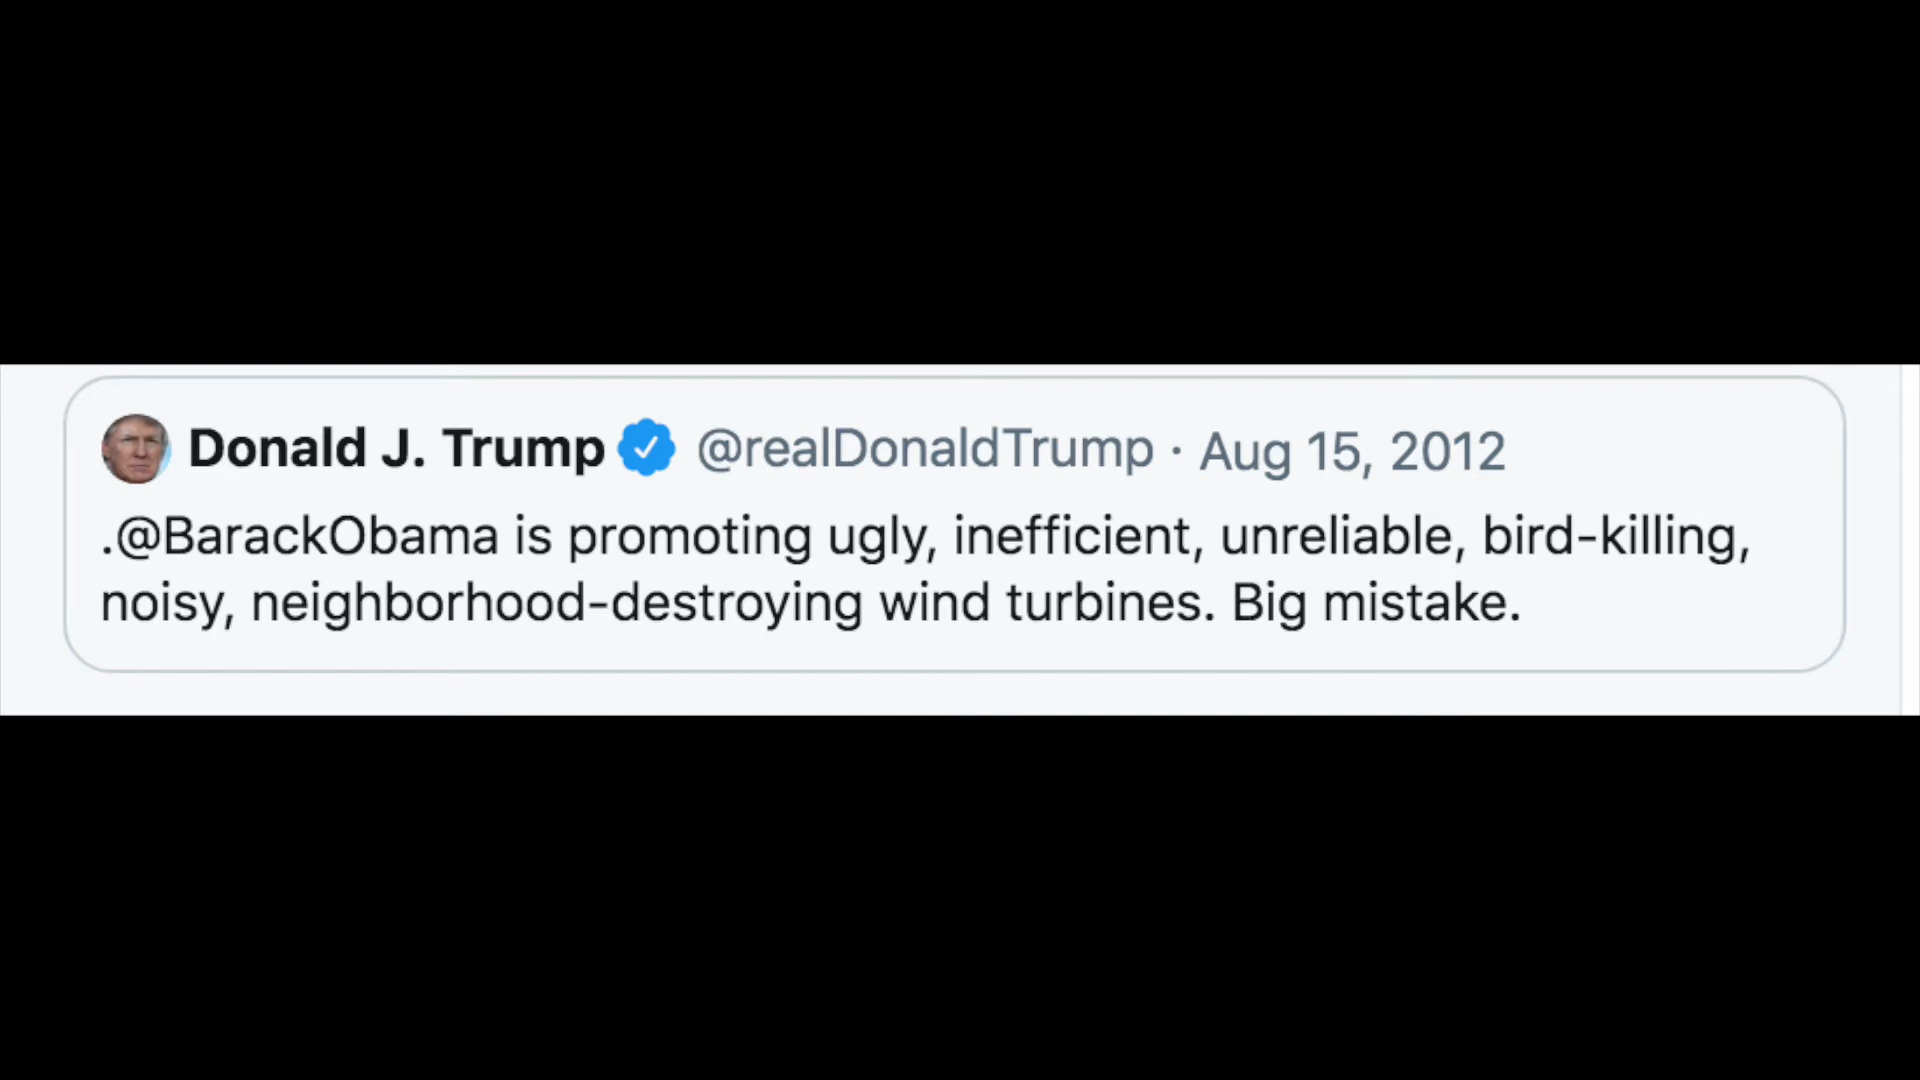 Donald J. Trump @realDonaldTrump · Aug 15, 2012
.@BarackObama is promoting ugly, inefficient, unreliable, bird-killing,
noisy, neighborhood-destroying wind turbines. Big mistake.